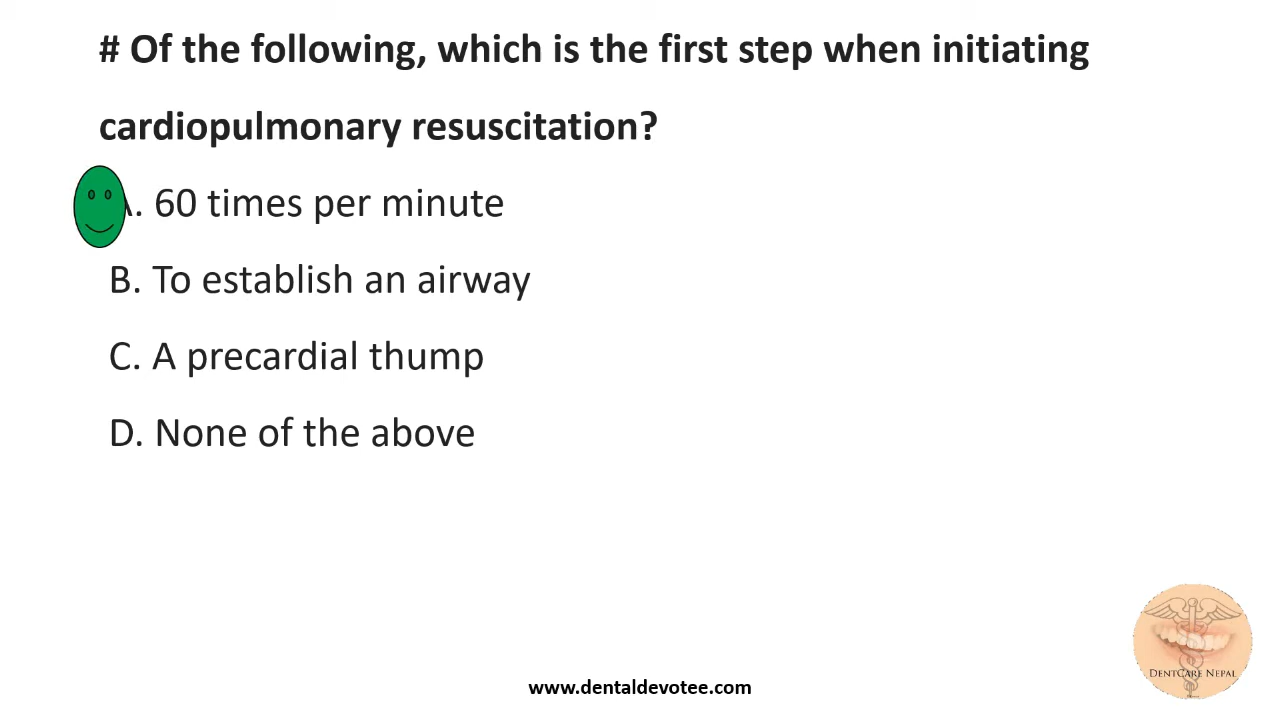 # Of the following, which is the first step when initiating
cardiopulmonary resuscitation?
A. 60 times per minute
B. To establish an airway
C. A precardial thump
D. None of the above
DentCare Nepal
www.dentaldevotee.com